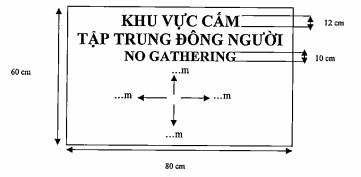 KHU VỰC CẤM
12 cm
TẬP TRUNG ĐÔNG NGƯỜI
60 cm
NO GATHERING
10 cm
...m
...m ...m
...m
80 cm